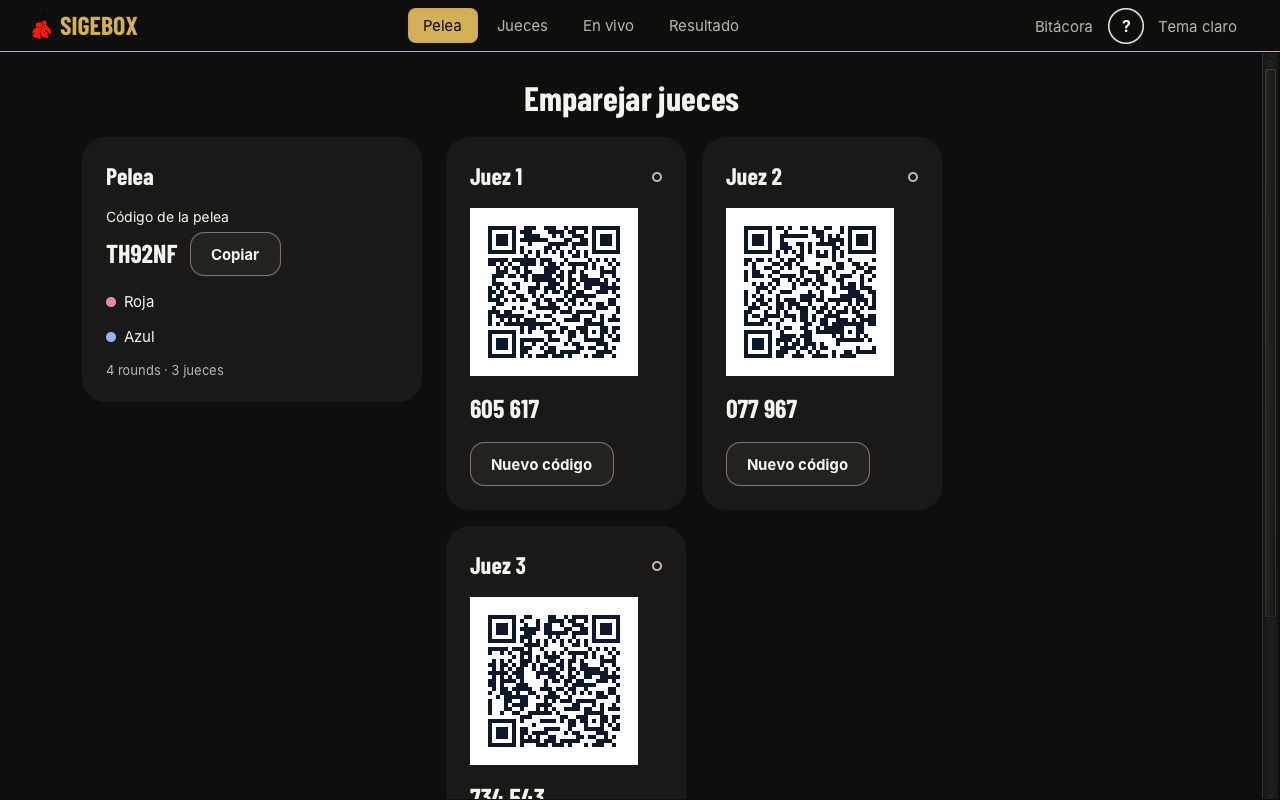 SIGEBOX
Pelea
Jueces
En vivo
Resultado
Bitácora
?
Tema claro
Emparejar jueces
Pelea
Código de la pelea
TH92NF
Copiar
Roja
Azul
4 rounds · 3 jueces
Juez 1
605 617
Nuevo código
Juez 2
077 967
Nuevo código
Juez 3
734 543